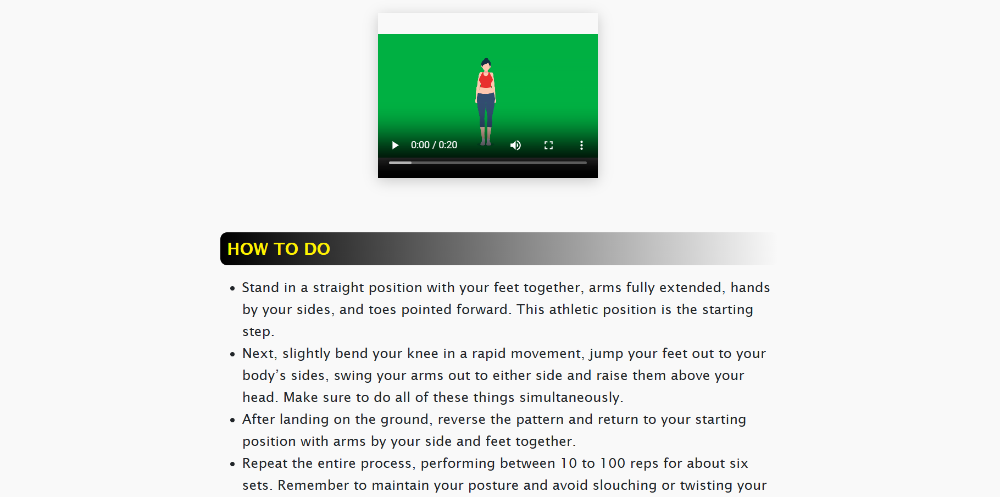 0:00 / 0:20
HOW TO DO
Stand in a straight position with your feet together, arms fully extended, hands
by your sides, and toes pointed forward. This athletic position is the starting
step.
Next, slightly bend your knee in a rapid movement, jump your feet out to your
body’s sides, swing your arms out to either side and raise them above your
head. Make sure to do all of these things simultaneously.
After landing on the ground, reverse the pattern and return to your starting
position with arms by your side and feet together.
Repeat the entire process, performing between 10 to 100 reps for about six
sets. Remember to maintain your posture and avoid slouching or twisting your